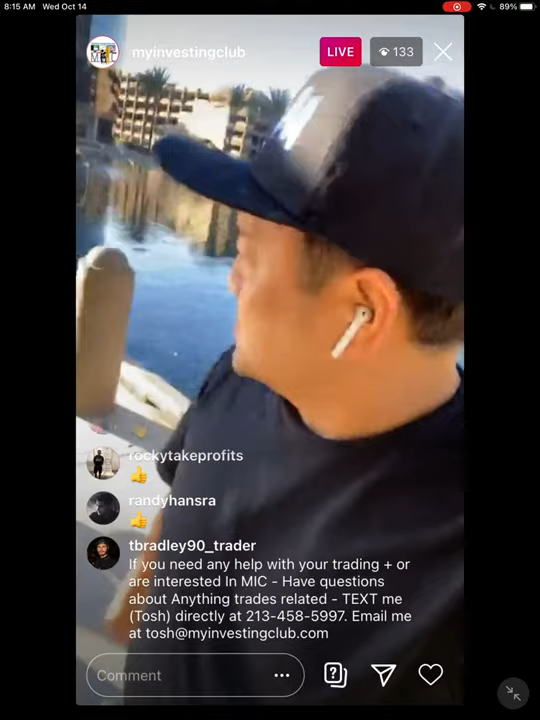 8:15 AM Wed Oct 14
89%
myinvestingclub
LIVE
133
rockytakeprofits
randyhansra
tbradley90_trader
If you need any help with your trading + or
are interested In MIC - Have questions
about Anything trades related - TEXT me
(Tosh) directly at 213-458-5997. Email me
at tosh@myinvestingclub.com
Comment